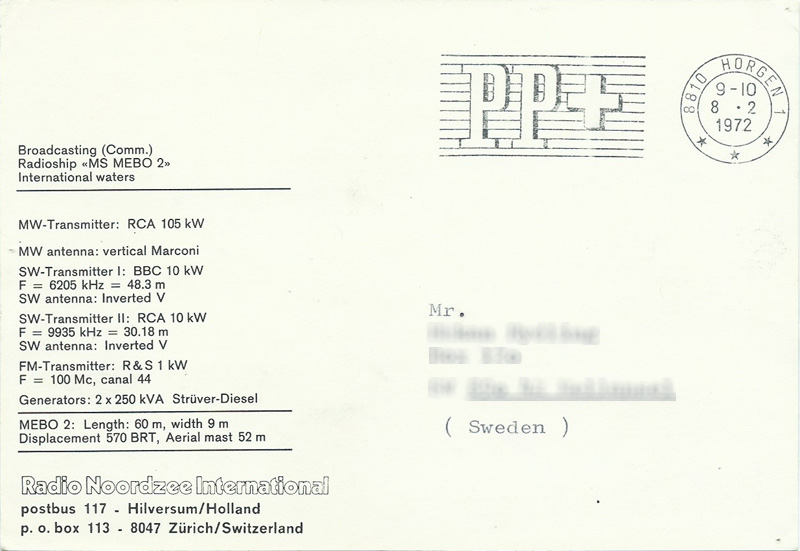 PP+
8810 HORGEN 1
9-10
8 . 2
1972
Broadcasting (Comm.)
Radioship «MS MEBO 2»
International waters
MW-Transmitter: RCA 105 kW
MW antenna: vertical Marconi
SW-Transmitter I: BBC 10 kW
F = 6205 kHz = 48.3 m
SW antenna: Inverted V
SW-Transmitter II: RCA 10 kW
F = 9935 kHz = 30.18 m
SW antenna: Inverted V
FM-Transmitter: R & S 1 kW
F = 100 Mc, canal 44
Generators: 2 x 250 kVA Strüver-Diesel
MEBO 2: Length: 60 m, width 9 m
Displacement 570 BRT, Aerial mast 52 m
Radio Noordzee International
postbus 117 - Hilversum/Holland
p. o. box 113 - 8047 Zürich/Switzerland
Mr.
( Sweden )